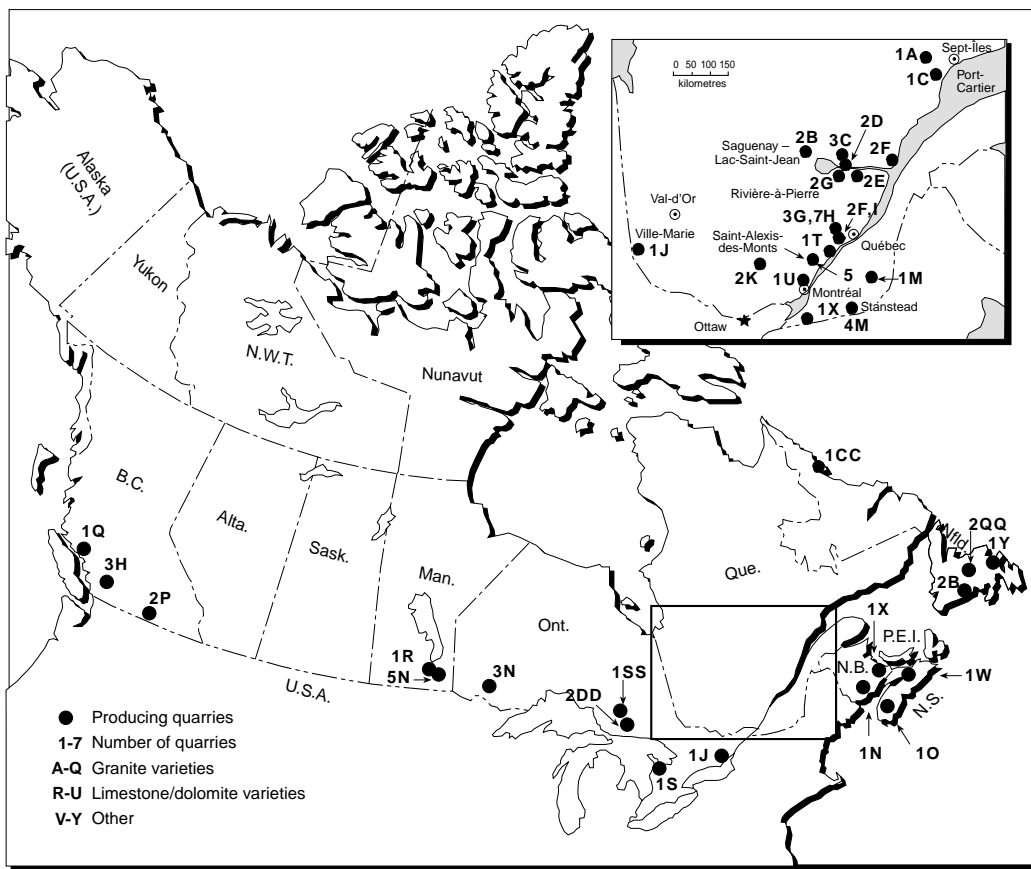 Alaska
(U.S.A.)
Yukon
N.W.T.
Nunavut
B.C.
Alta.
Sask.
Man.
Ont.
Que.
Nfld.
P.E.I.
N.B.
N.S.
U.S.A.
1Q
3H
2P
1R
5N
3N
1SS
2DD
1S
1J
1CC
2QQ
1Y
2B
1X
1W
1N
1O
0 50 100 150
kilometres
1A
Sept-Îles
1C
Port-
Cartier
2D
2B
3C
2F
Saguenay –
Lac-Saint-Jean
2G
2E
Rivière-à-Pierre
Val-d'Or
3G,7H
2F,I
Ville-Marie
1J
Saint-Alexis-
des-Monts
1T
Québec
2K
1U
5
1M
Montréal
Stanstead
1X
4M
Ottaw
Producing quarries
1-7 Number of quarries
A-Q Granite varieties
R-U Limestone/dolomite varieties
V-Y Other